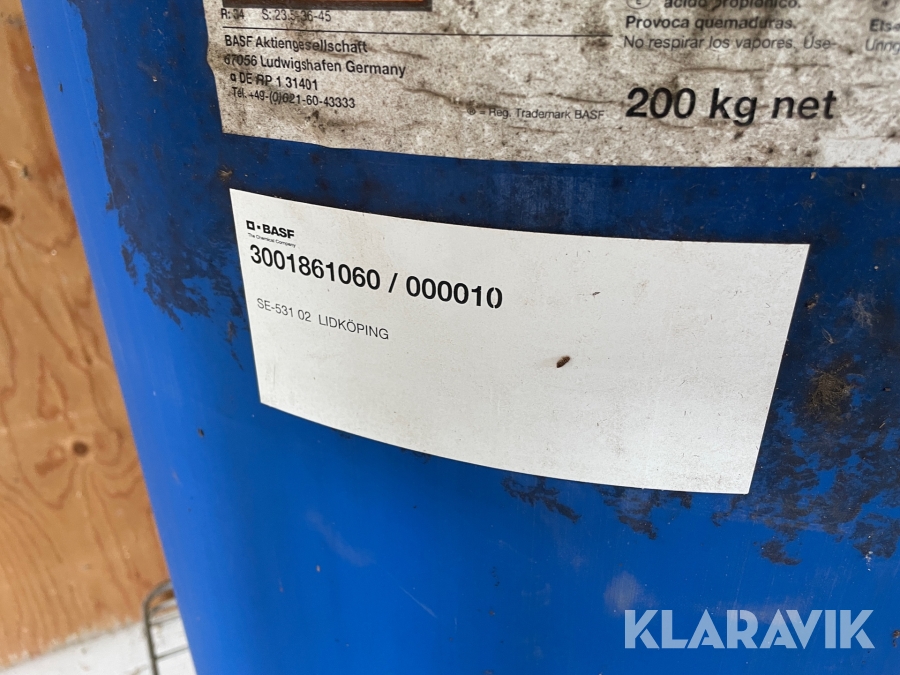 R: 34 S: 23.3-36-45
BASF Aktiengesellschaft
67056 Ludwigshafen Germany
DE RP 1 31401
Tel. +49-(0)621-60-43333
® = Reg. Trademark BASF
ácido propiónico.
Provoca quemaduras.
No respirar los vapores. Use-
200 kg net
BASF
The Chemical Company
3001861060 / 000010
SE-531 02 LIDKÖPING
KLARAVIK